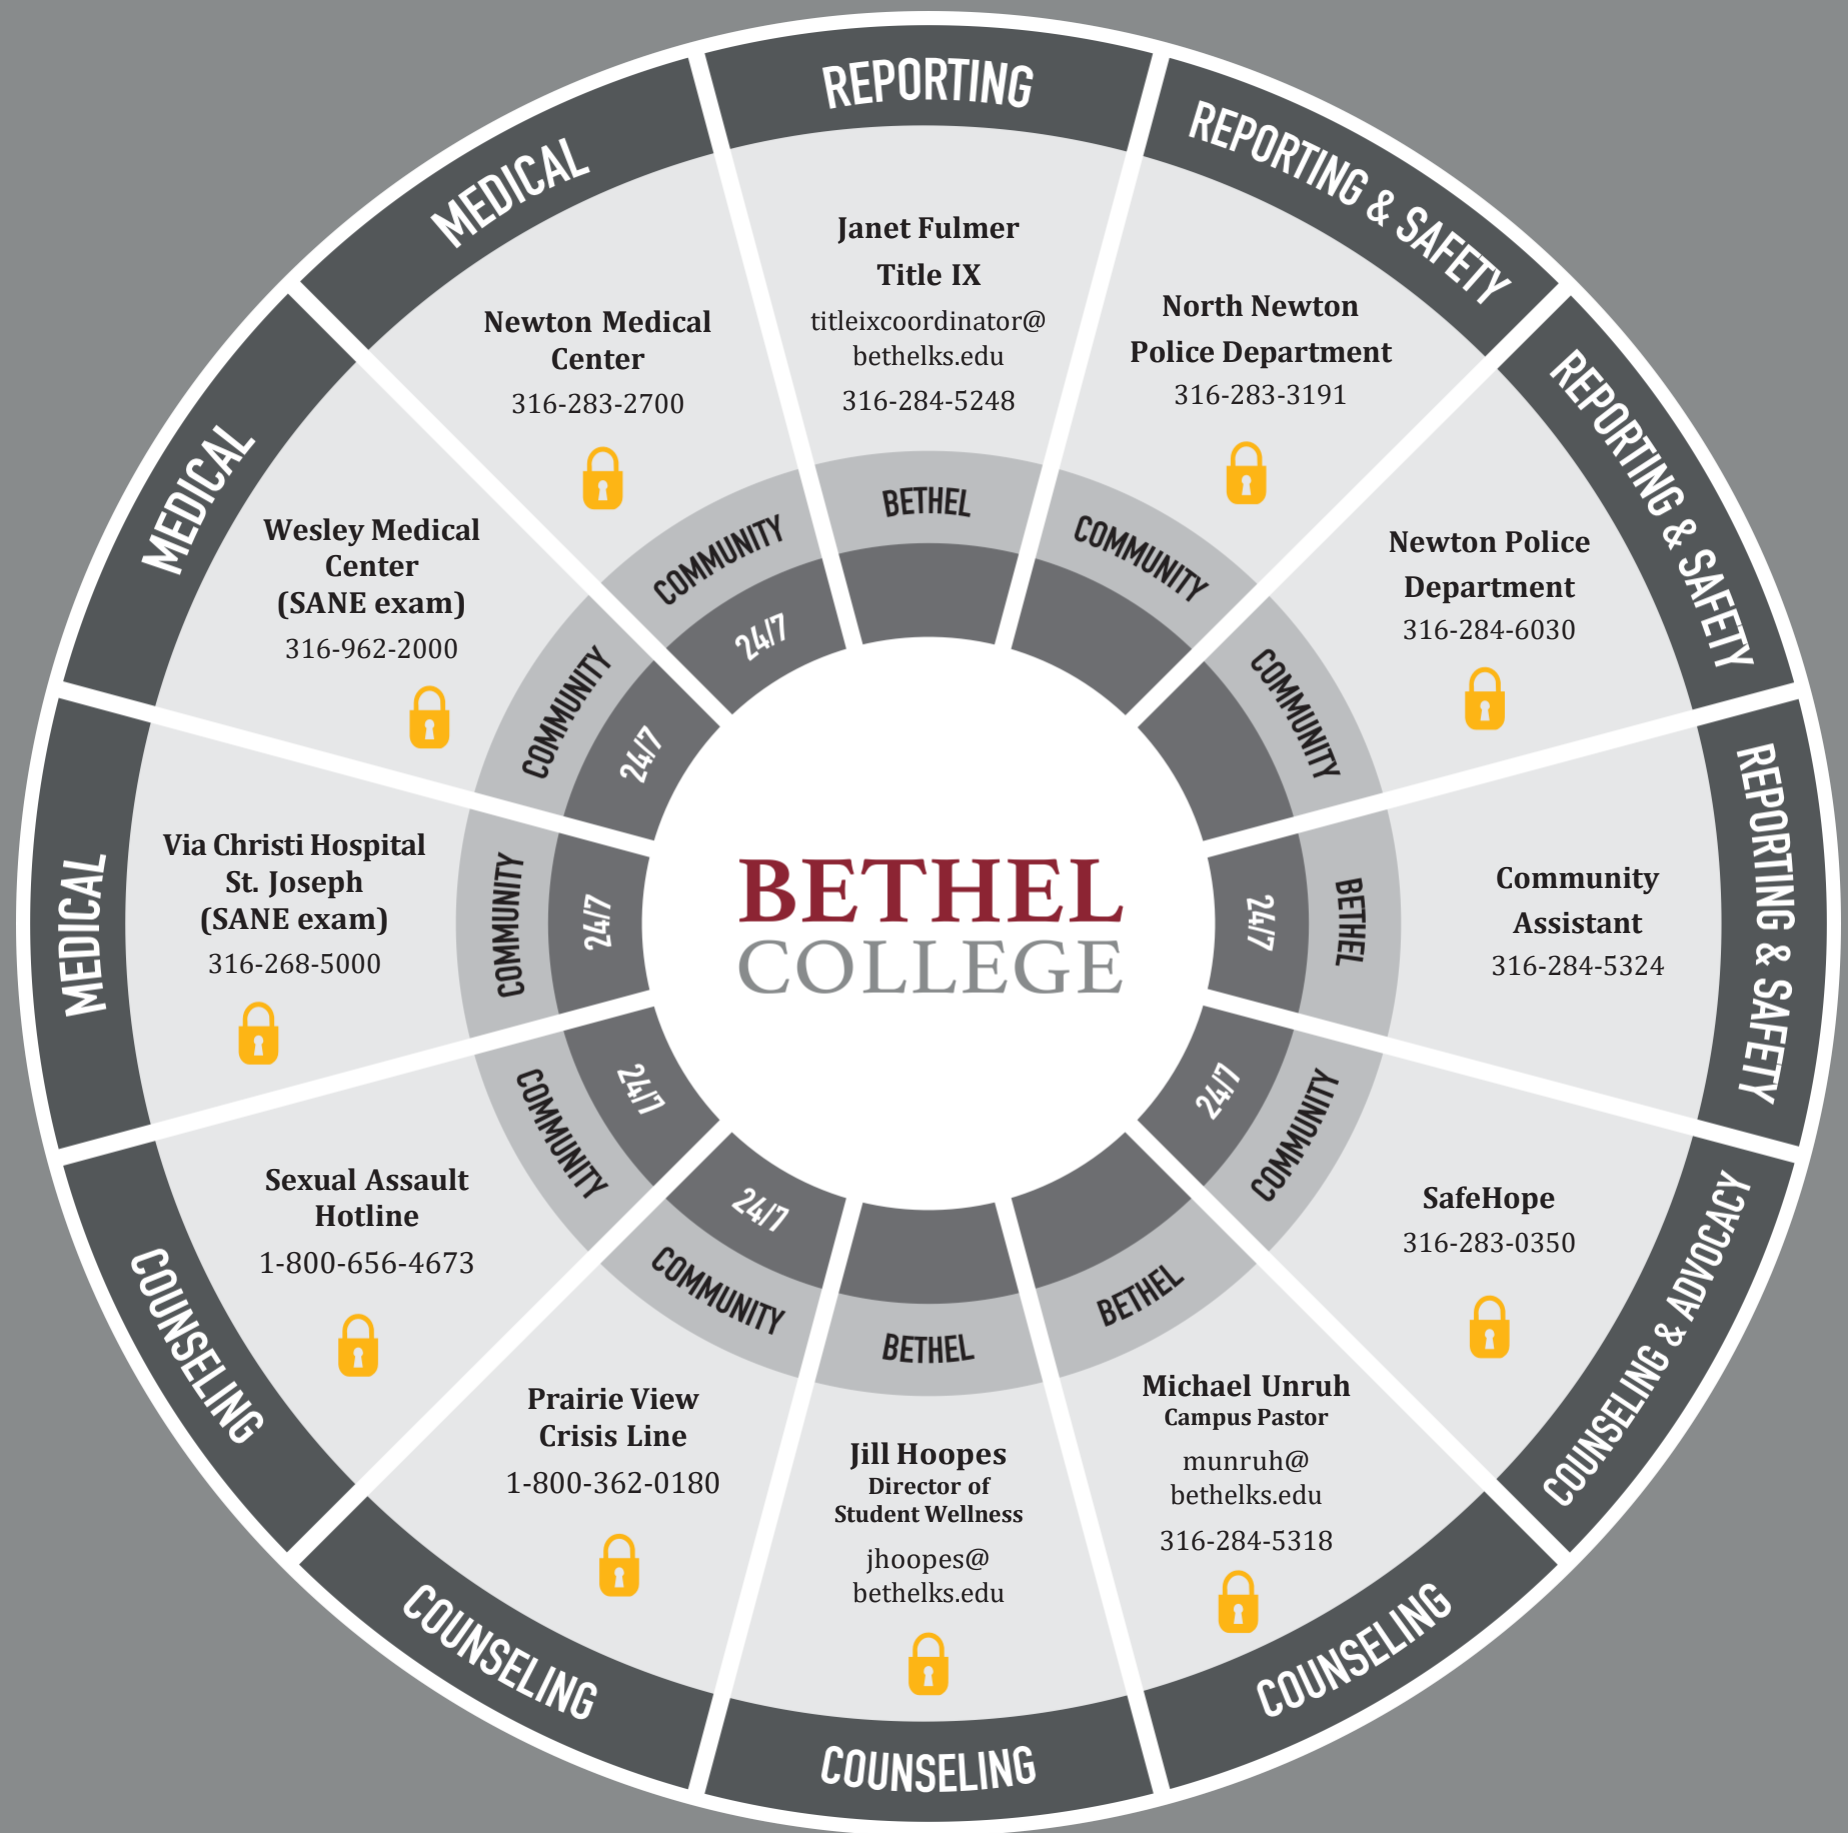 REPORTING
Janet Fulmer
Title IX
titleixcoordinator@
bethelks.edu
316-284-5248
BETHEL
REPORTING & SAFETY
North Newton
Police Department
316-283-3191
COMMUNITY
REPORTING & SAFETY
Newton Police
Department
316-284-6030
COMMUNITY
REPORTING & SAFETY
Community
Assistant
316-284-5324
BETHEL
24/7
COUNSELING & ADVOCACY
SafeHope
316-283-0350
COMMUNITY
24/7
COUNSELING
Michael Unruh
Campus Pastor
munruh@
bethelks.edu
316-284-5318
BETHEL
COUNSELING
Jill Hoopes
Director of
Student Wellness
jhoopes@
bethelks.edu
BETHEL
COUNSELING
Prairie View
Crisis Line
1-800-362-0180
COMMUNITY
24/7
COUNSELING
Sexual Assault
Hotline
1-800-656-4673
COMMUNITY
24/7
MEDICAL
Via Christi Hospital
St. Joseph
(SANE exam)
316-268-5000
COMMUNITY
24/7
MEDICAL
Wesley Medical
Center
(SANE exam)
316-962-2000
COMMUNITY
24/7
MEDICAL
Newton Medical
Center
316-283-2700
COMMUNITY
24/7
BETHEL
COLLEGE